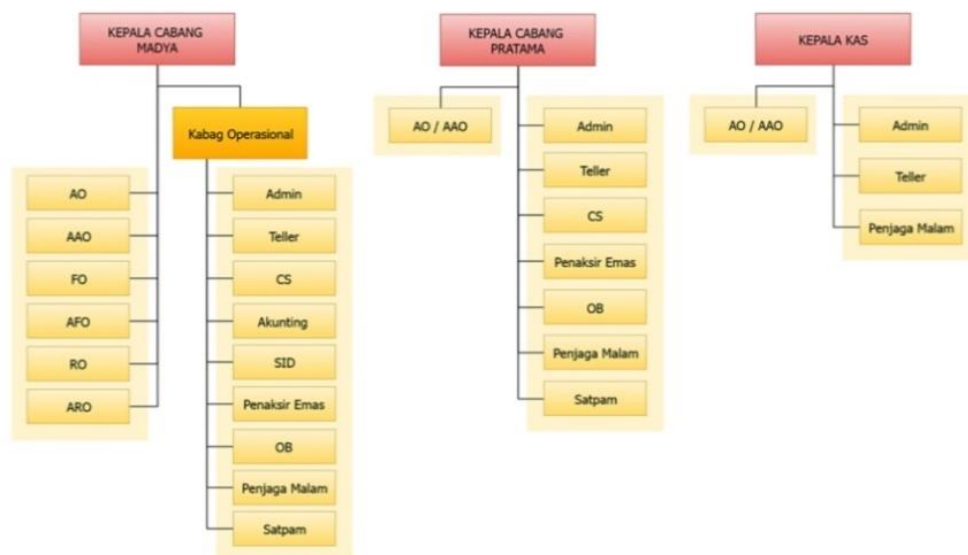 KEPALA CABANG
MADYA
Kabag Operasional
AO
AAO
FO
AFO
RO
ARO
Admin
Teller
CS
Akunting
SID
Penaksir Emas
OB
Penjaga Malam
Satpam
KEPALA CABANG
PRATAMA
AO / AAO
Admin
Teller
CS
Penaksir Emas
OB
Penjaga Malam
Satpam
KEPALA KAS
AO / AAO
Admin
Teller
Penjaga Malam